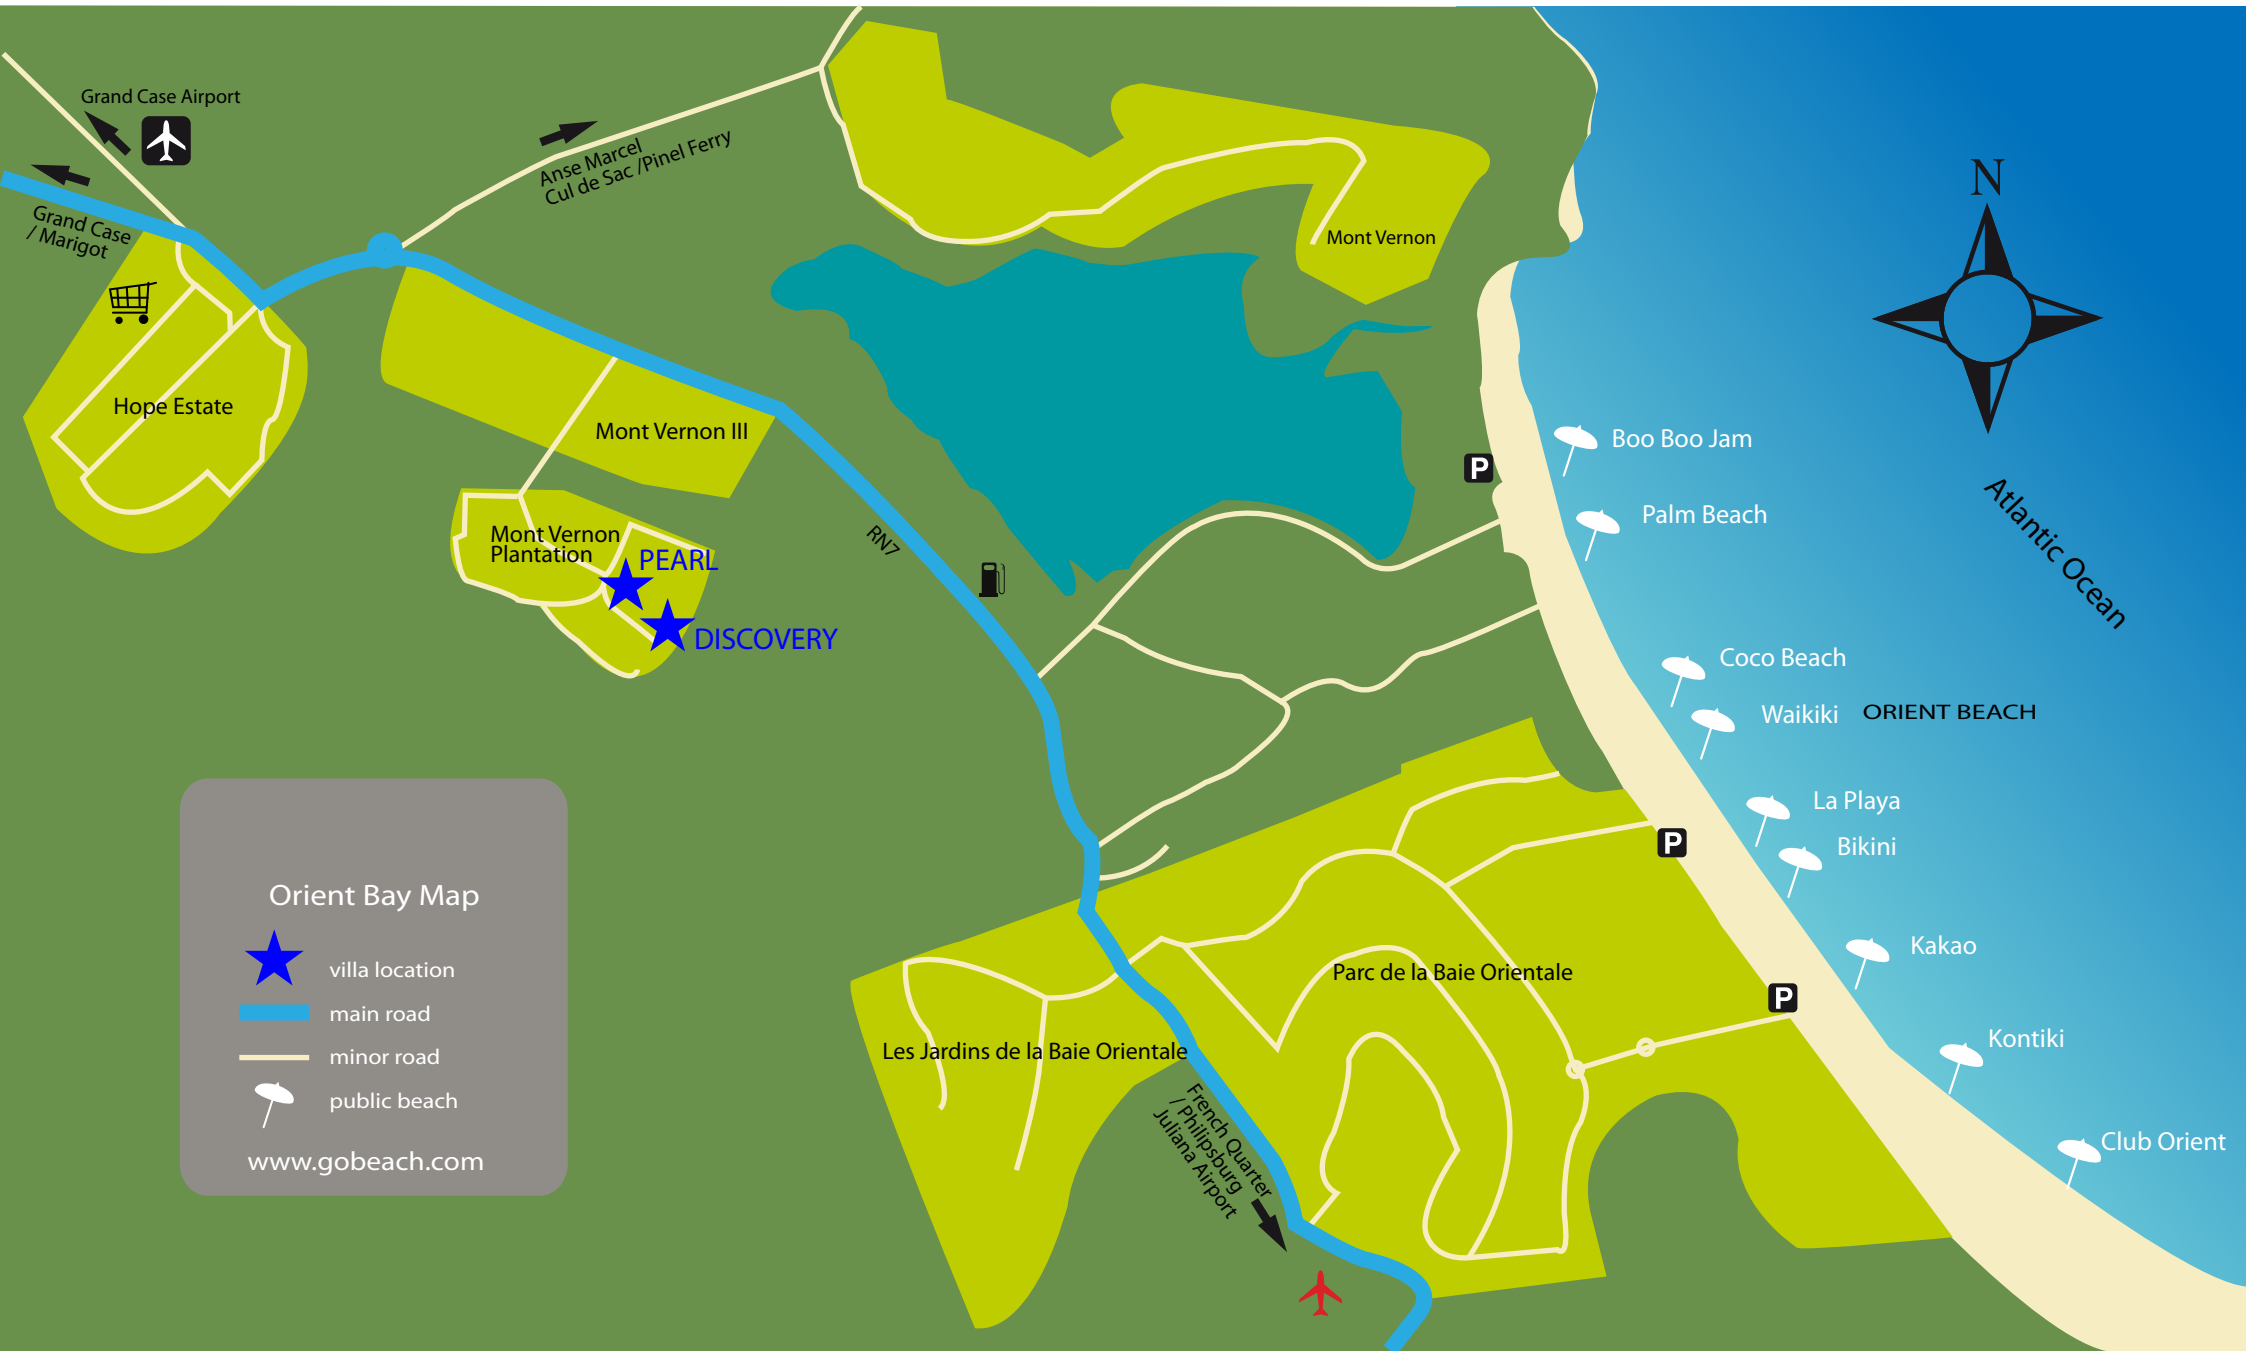 Grand Case Airport
Grand Case
/ Marigot
Anse Marcel
Cul de Sac /Pinel Ferry
Mont Vernon
N
Hope Estate
Mont Vernon III
Mont Vernon
Plantation
PEARL
DISCOVERY
RN7
P
Boo Boo Jam
Palm Beach
Atlantic Ocean
Coco Beach
Waikiki
ORIENT BEACH
La Playa
P
Bikini
Kakao
P
Kontiki
Club Orient
Parc de la Baie Orientale
Les Jardins de la Baie Orientale
French Quarter
/ Philipsburg
Juliana Airport
Orient Bay Map
villa location
main road
minor road
public beach
www.gobeach.com